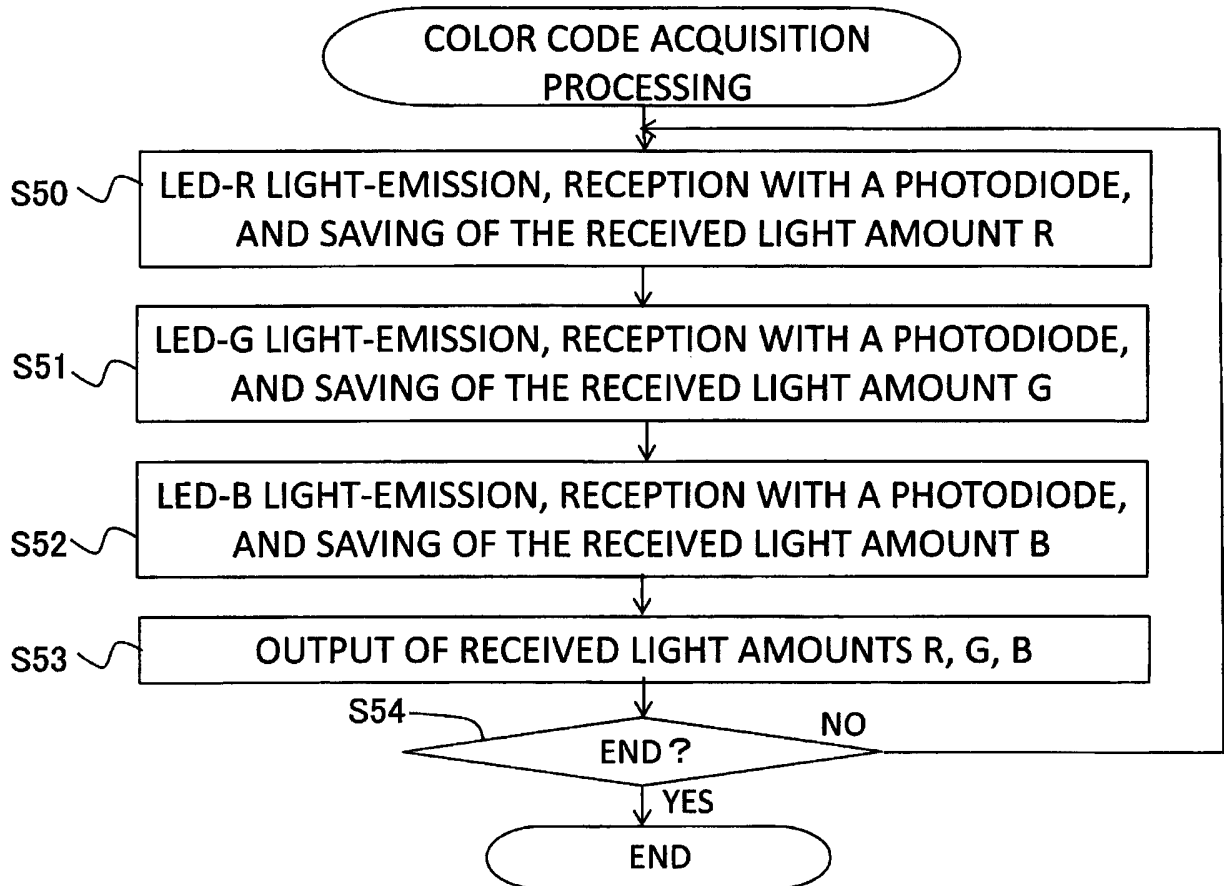 COLOR CODE ACQUISITION
PROCESSING
S50
LED-R LIGHT-EMISSION, RECEPTION WITH A PHOTODIODE,
AND SAVING OF THE RECEIVED LIGHT AMOUNT R
S51
LED-G LIGHT-EMISSION, RECEPTION WITH A PHOTODIODE,
AND SAVING OF THE RECEIVED LIGHT AMOUNT G
S52
LED-B LIGHT-EMISSION, RECEPTION WITH A PHOTODIODE,
AND SAVING OF THE RECEIVED LIGHT AMOUNT B
S53
OUTPUT OF RECEIVED LIGHT AMOUNTS R, G, B
S54
END ?
NO
YES
END